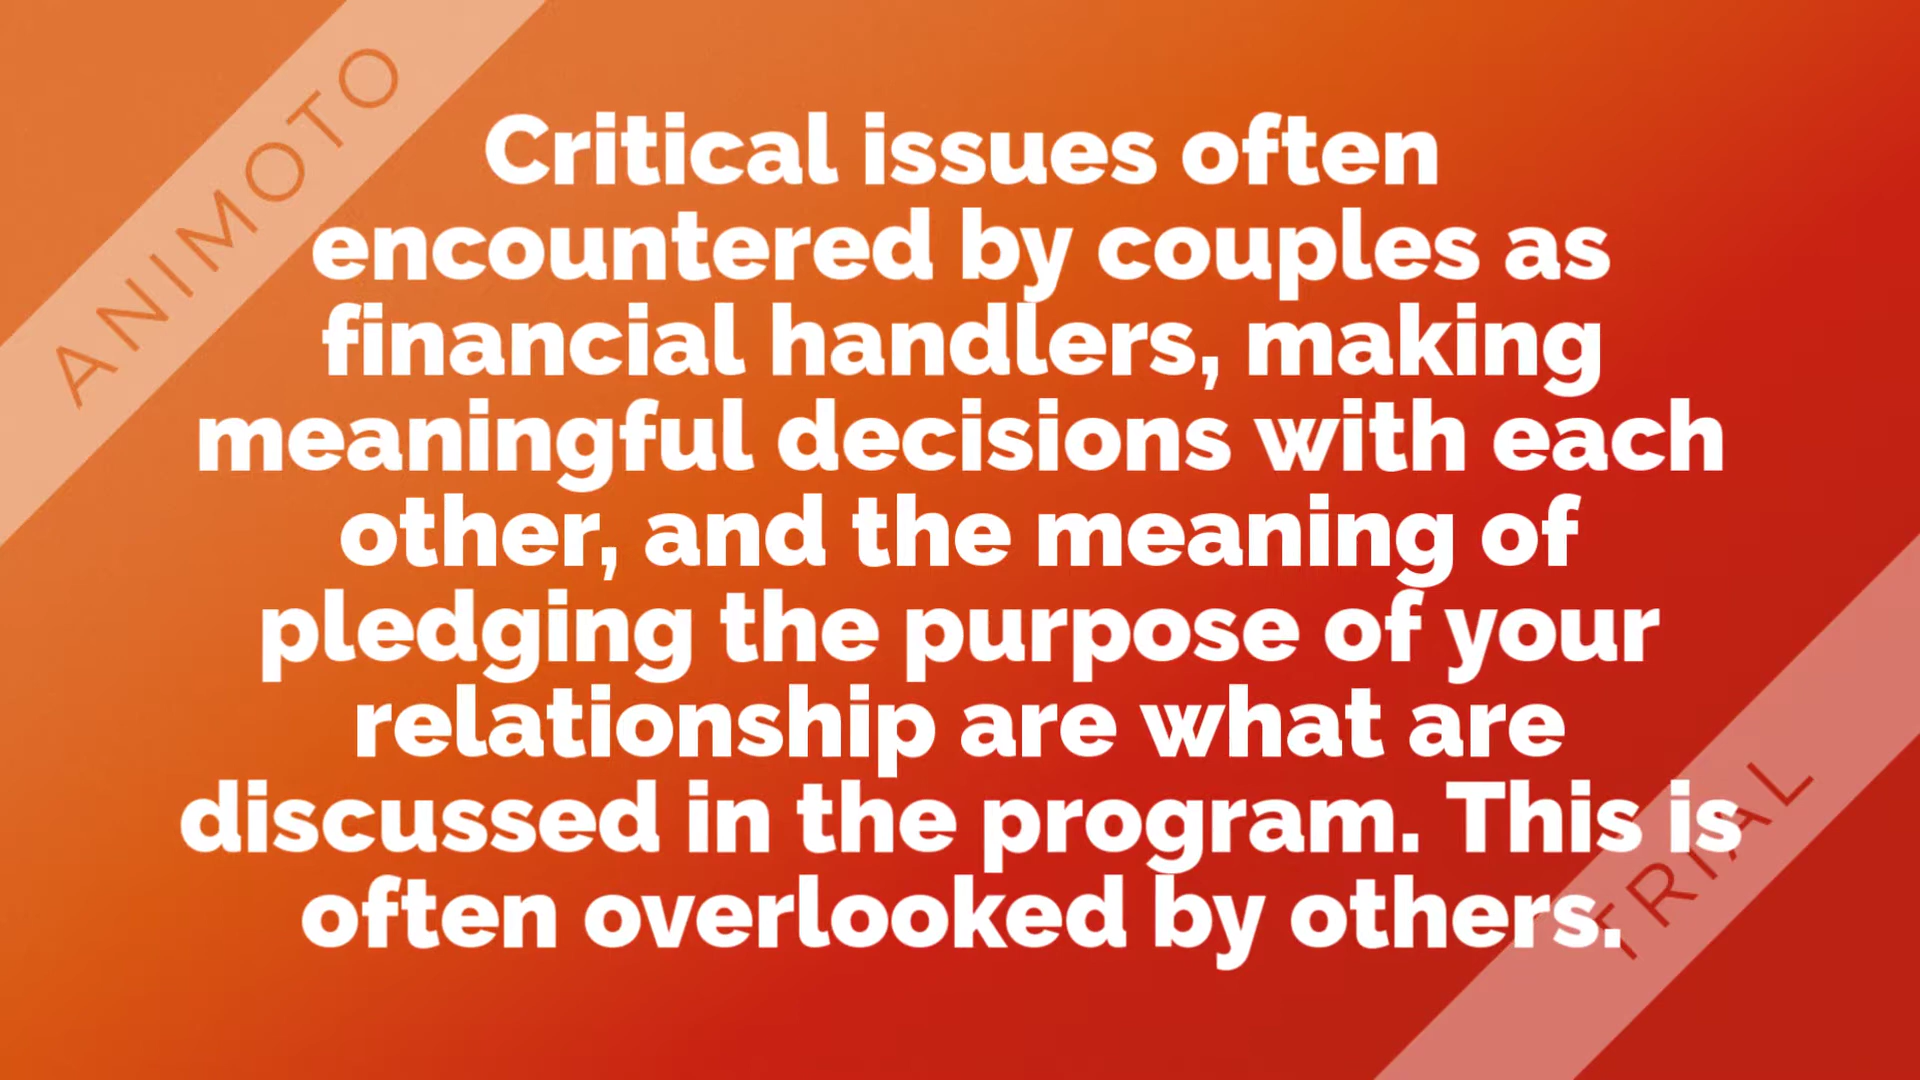 ANIMOTO
Critical issues often
encountered by couples as
financial handlers, making
meaningful decisions with each
other, and the meaning of
pledging the purpose of your
relationship are what are
discussed in the program. This is
often overlooked by others.
TRIAL